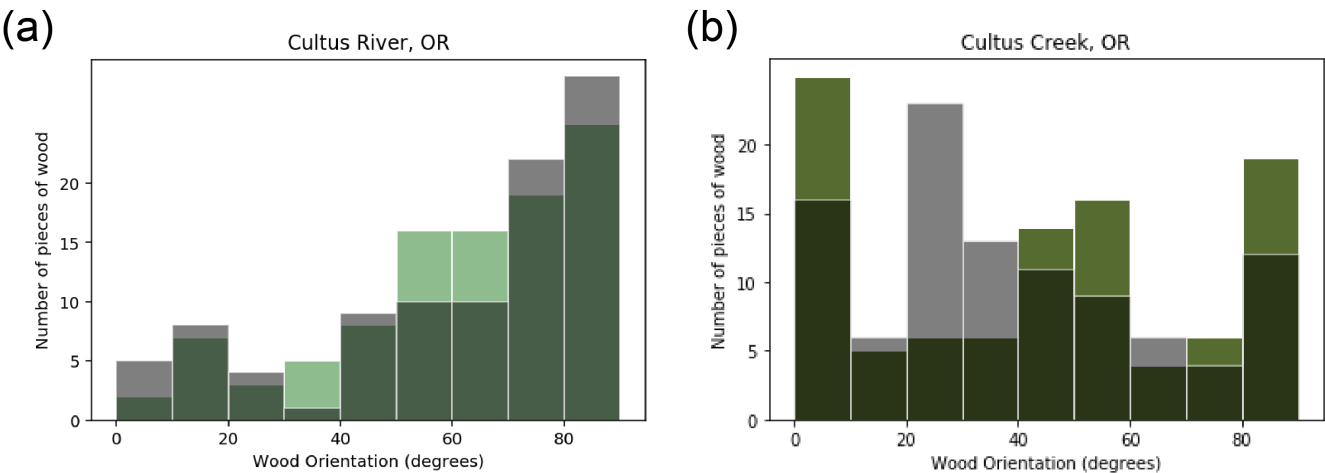 (a)
Cultus River, OR
Number of pieces of wood
20
15
10
5
0
0 20 40 60 80
Wood Orientation (degrees)
(b)
Cultus Creek, OR
Number of pieces of wood
20
15
10
5
0
0 20 40 60 80
Wood Orientation (degrees)